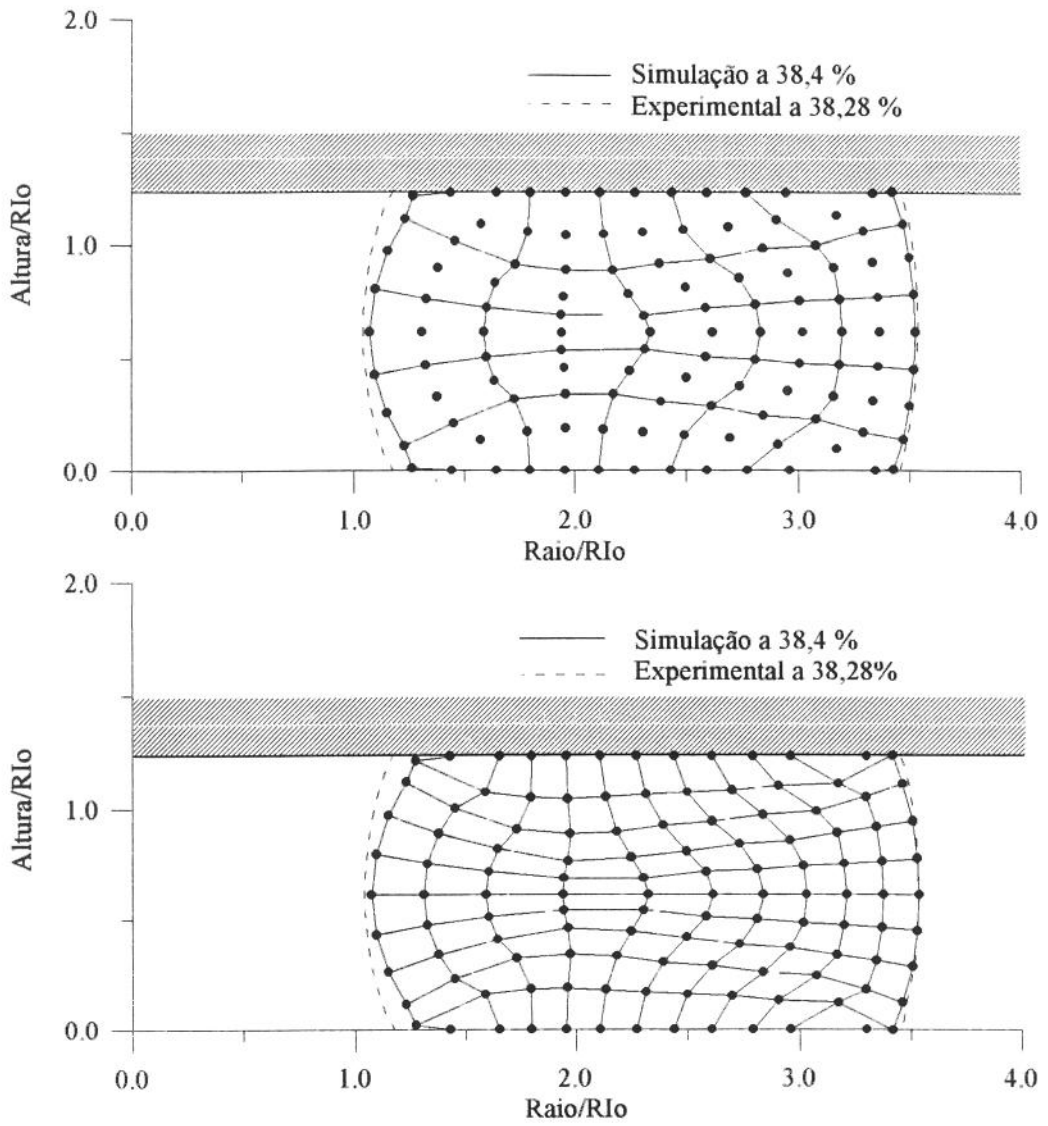 2.0
Simulação a 38,4 %
Experimental a 38,28 %
Altura/RIo
1.0
0.0
0.0 1.0 2.0 3.0 4.0
Raio/RIo
2.0
Simulação a 38,4 %
Experimental a 38,28%
Altura/RIo
1.0
0.0
0.0 1.0 2.0 3.0 4.0
Raio/RIo